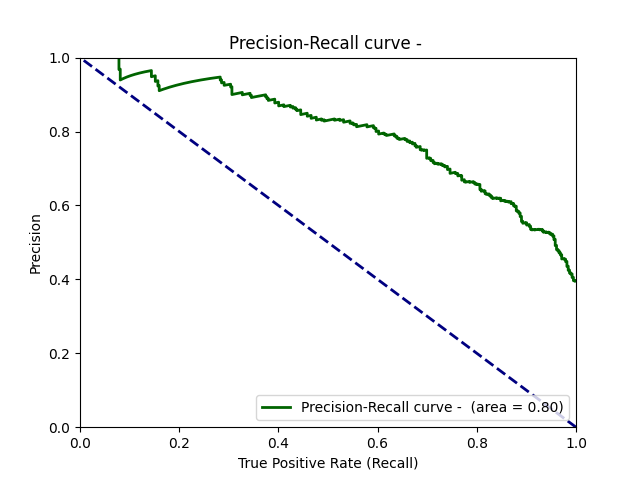 Precision-Recall curve -
1.0
0.8
0.6
0.4
0.2
0.0
Precision
Precision-Recall curve -  (area = 0.80)
0.0 0.2 0.4 0.6 0.8 1.0
True Positive Rate (Recall)